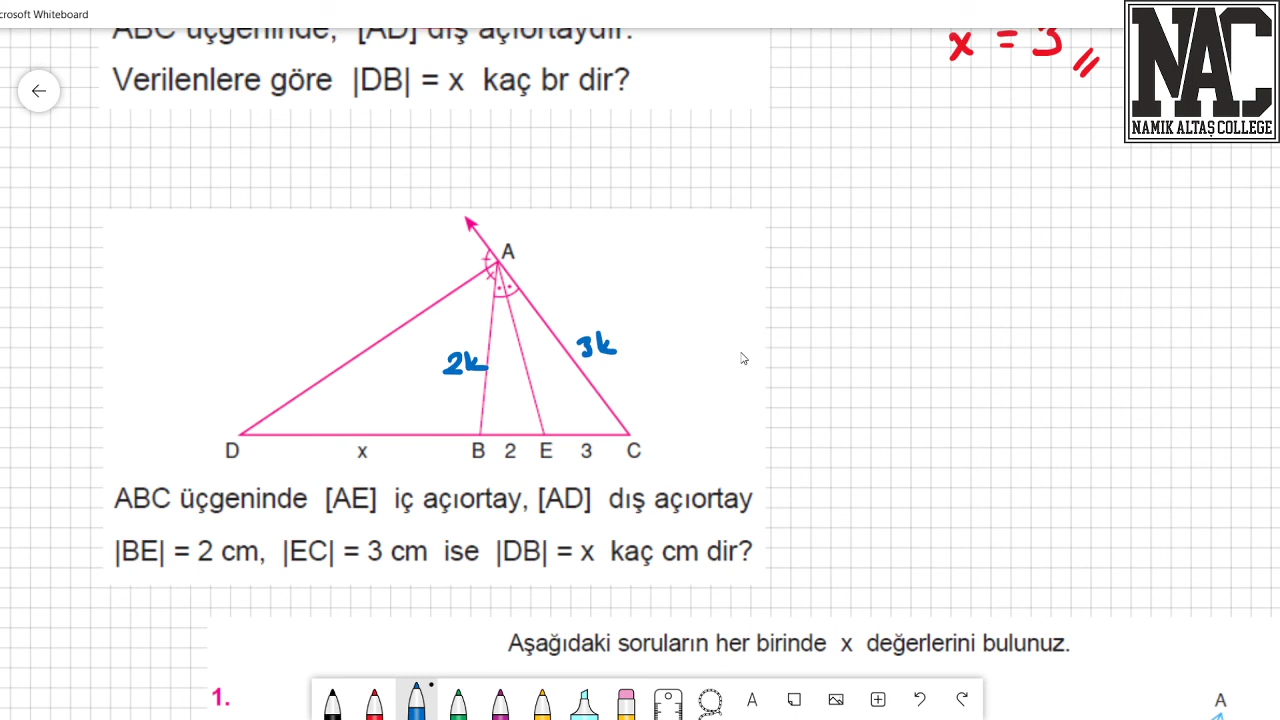 crosoft Whiteboard
ABC üçgeninde, [AD] dış açıortaydır.
Verilenlere göre |DB| = x kaç br dir?
x = 3 //
NAC
NAMIK ALTAŞ COLLEGE
A
2k
3k
D x B 2 E 3 C
ABC üçgeninde [AE] iç açıortay, [AD] dış açıortay
|BE| = 2 cm, |EC| = 3 cm ise |DB| = x kaç cm dir?
Aşağıdaki soruların her birinde x değerlerini bulunuz.
1.
A
A